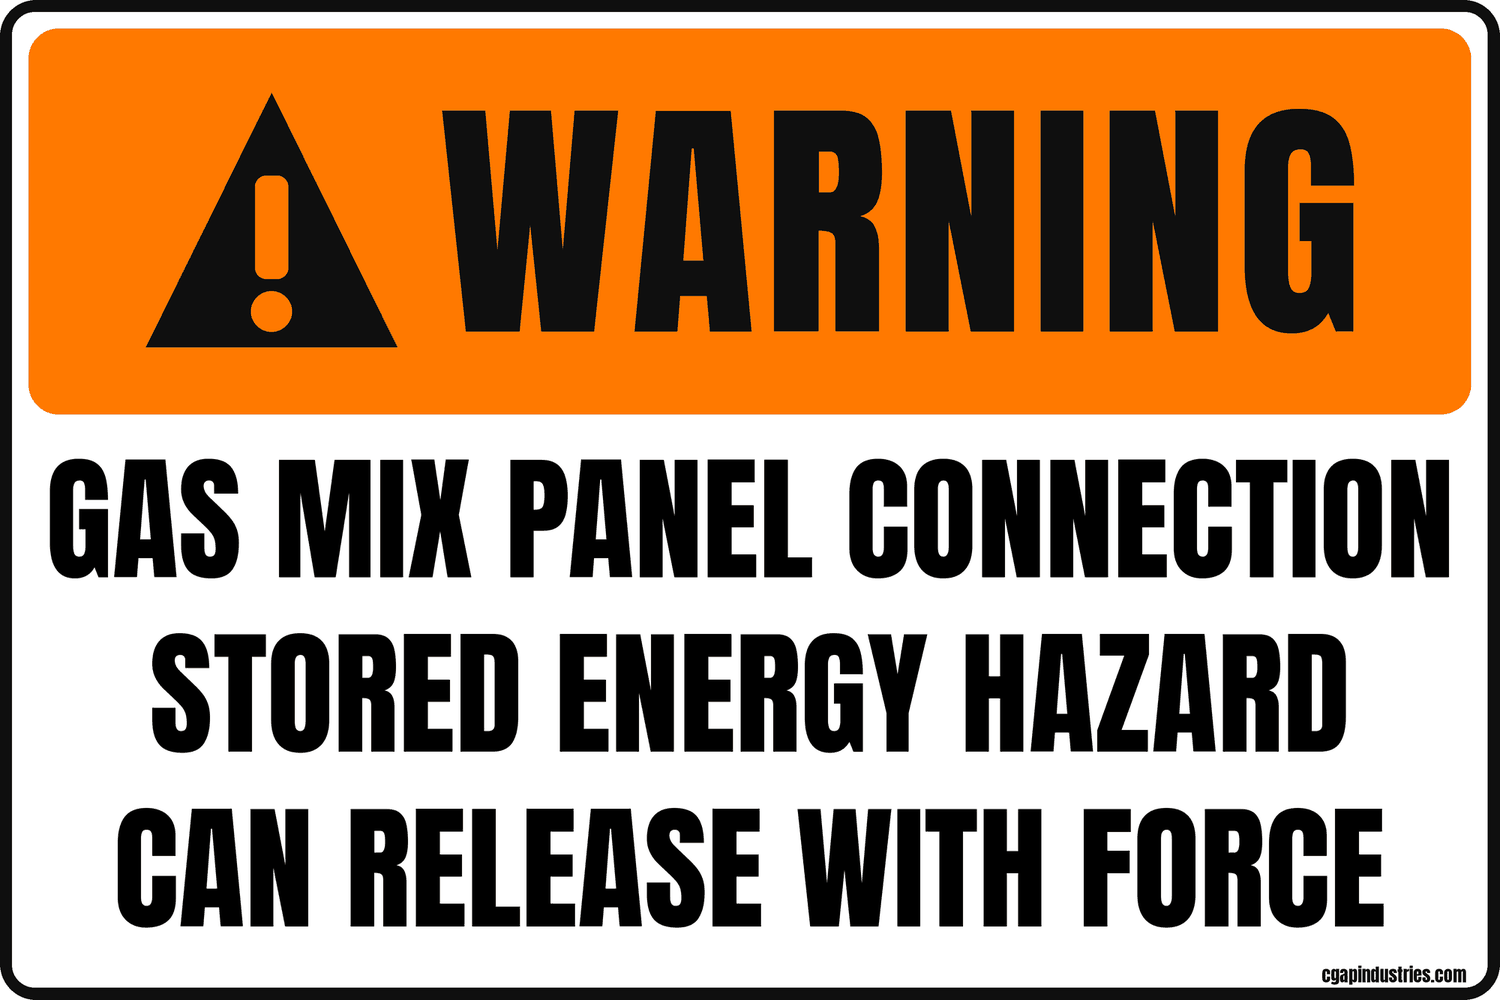 WARNING
GAS MIX PANEL CONNECTION
STORED ENERGY HAZARD
CAN RELEASE WITH FORCE
cgapindustries.com